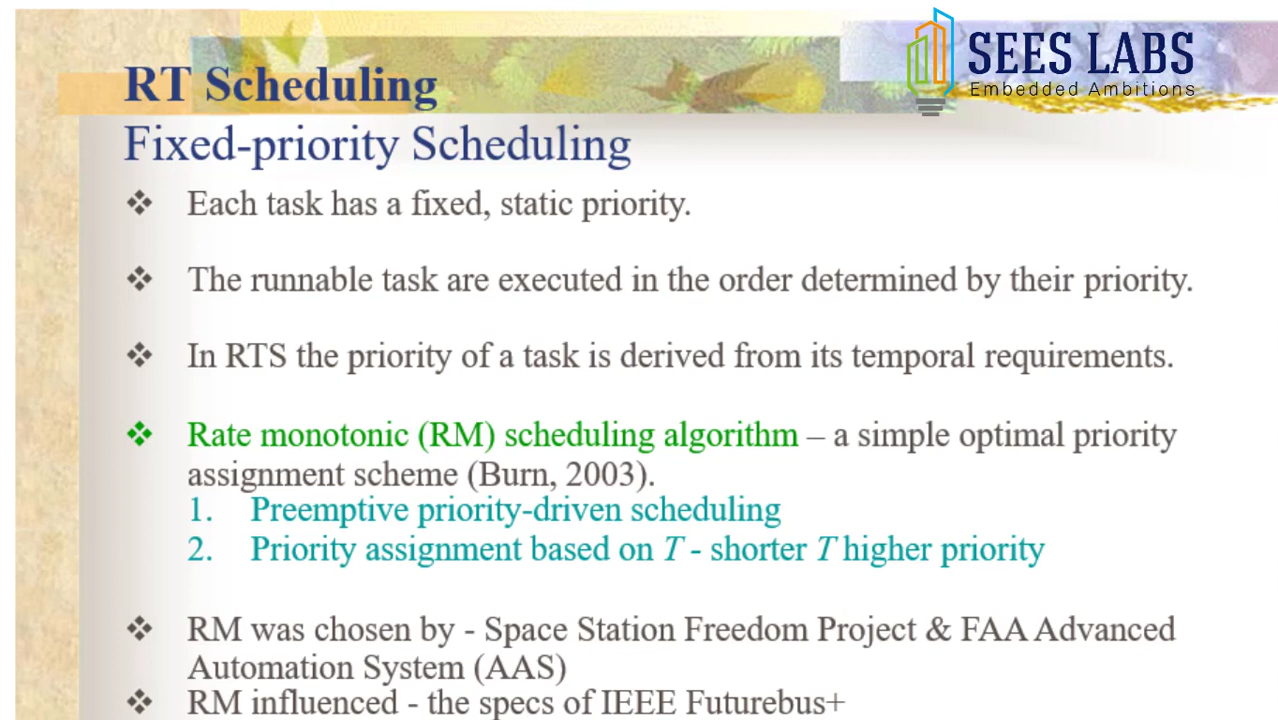 SEES LABS
Embedded Ambitions
RT Scheduling
Fixed-priority Scheduling
❖ Each task has a fixed, static priority.
❖ The runnable task are executed in the order determined by their priority.
❖ In RTS the priority of a task is derived from its temporal requirements.
❖ Rate monotonic (RM) scheduling algorithm – a simple optimal priority
assignment scheme (Burn, 2003).
1. Preemptive priority-driven scheduling
2. Priority assignment based on T - shorter T higher priority
❖ RM was chosen by - Space Station Freedom Project & FAA Advanced
Automation System (AAS)
❖ RM influenced - the specs of IEEE Futurebus+